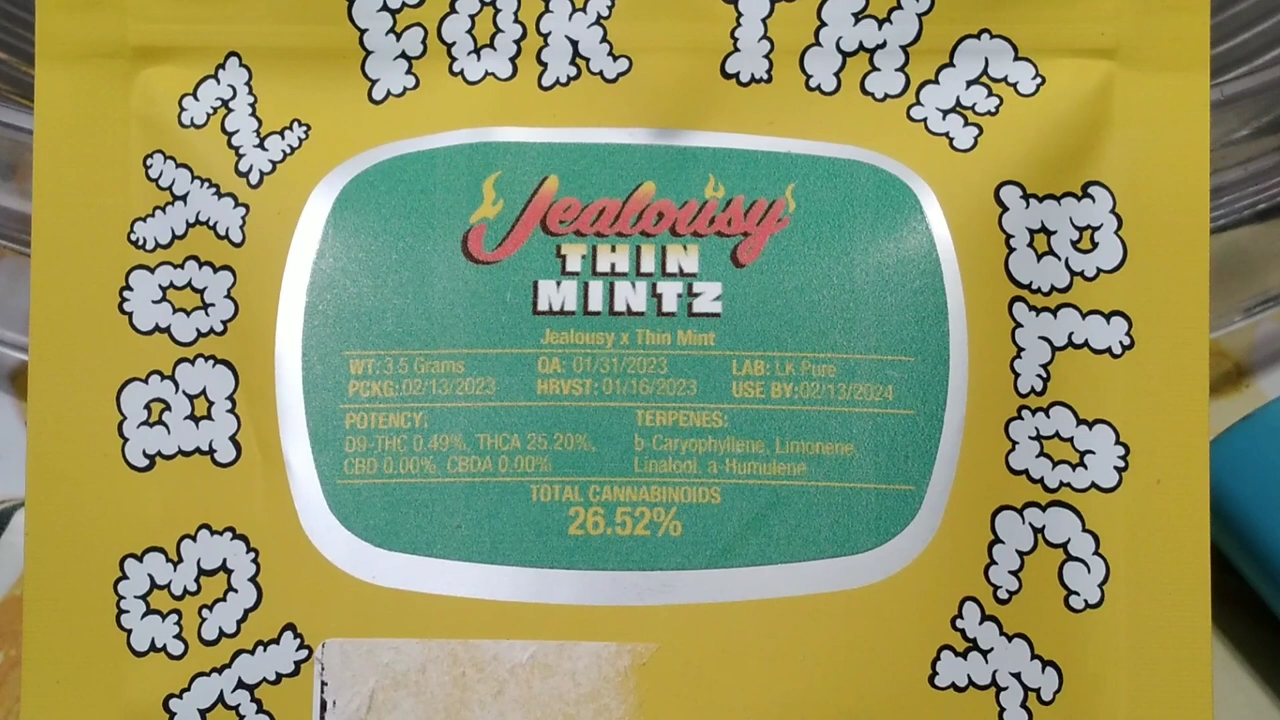 BOYZ FOR THE BLOCK
Jealousy
THIN
MINTZ
Jealousy x Thin Mint
WT: 3.5 Grams QA: 01/31/2023 LAB: LK Pure
PCKG.:02/13/2023 HRVST: 01/16/2023 USE BY:02/13/2024
POTENCY: TERPENES:
D9-THC 0.49%, THCA 25.20%, b-Caryophyllene, Limonene,
CBD 0.00%, CBDA 0.00% Linalool, a-Humulene
TOTAL CANNABINOIDS
26.52%